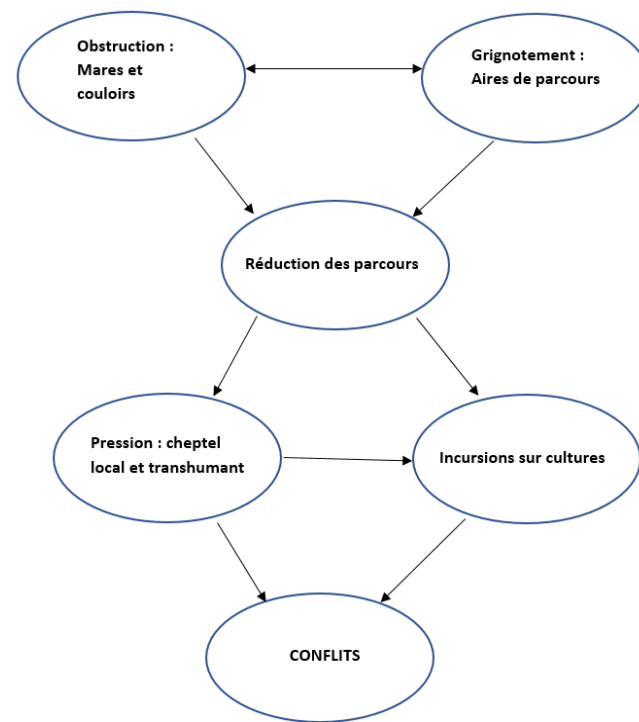 Obstruction :
Mares et
couloirs
Grignotement :
Aires de parcours
Réduction des parcours
Pression : cheptel
local et transhumant
Incursions sur cultures
CONFLITS